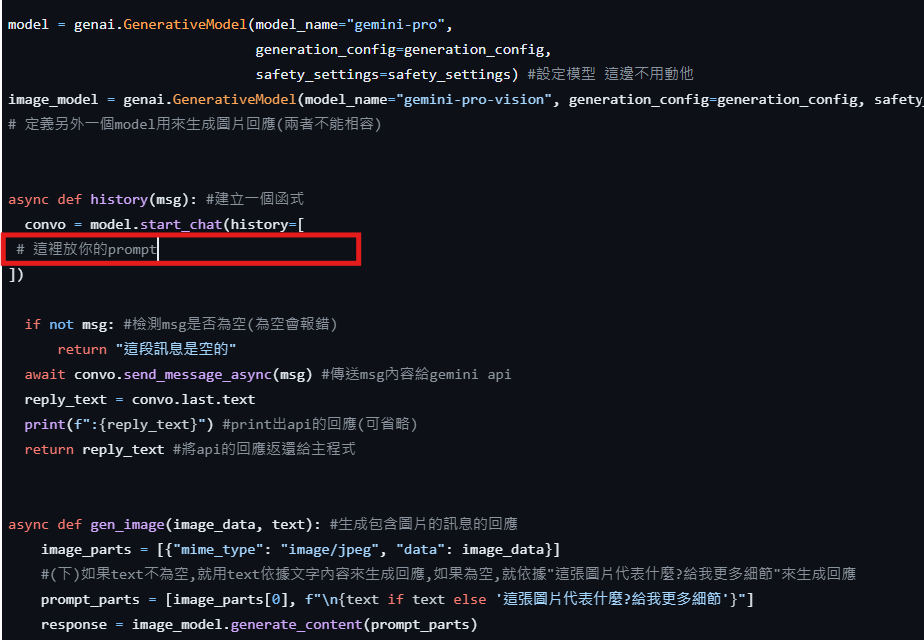 model = genai.GenerativeModel(model_name="gemini-pro",
generation_config=generation_config,
safety_settings=safety_settings) #設定模型 這邊不用動他
image_model = genai.GenerativeModel(model_name="gemini-pro-vision", generation_config=generation_config, safety_
# 定義另外一個model用來生成圖片回應(兩者不能相容)
async def history(msg): #建立一個函式
convo = model.start_chat(history=[
# 這裡放你的prompt
])
if not msg: #檢測msg是否為空(為空會報錯)
return "這段訊息是空的"
await convo.send_message_async(msg) #傳送msg內容給gemini api
reply_text = convo.last.text
print(f":{reply_text}") #print出api的回應(可省略)
return reply_text #將api的回應返還給主程式
async def gen_image(image_data, text): #生成包含圖片的訊息的回應
image_parts = [{"mime_type": "image/jpeg", "data": image_data}]
#(下)如果text不為空,就用text依據文字內容來生成回應,如果為空,就依據"這張圖片代表什麼?給我更多細節"來生成回應
prompt_parts = [image_parts[0], f"\n{text if text else '這張圖片代表什麼?給我更多細節'}"]
response = image_model.generate_content(prompt_parts)